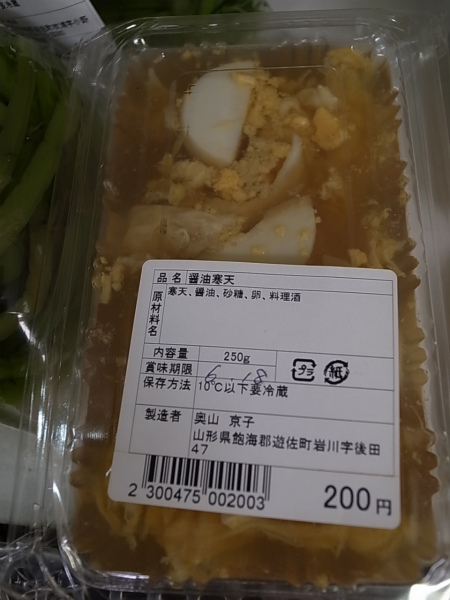 品名 醤油寒天
原材料名 寒天、醤油、砂糖、卵、料理酒
内容量 250g
賞味期限 6.18
保存方法 10℃以下要冷蔵
プラ 紙
製造者 奥山 京子
山形県飽海郡遊佐町岩川字後田
47
2 300475 002003
200円